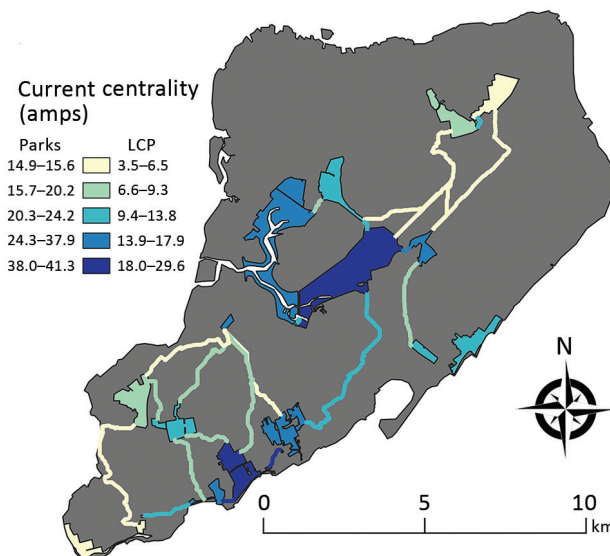 Current centrality
(amps)
Parks LCP
14.9–15.6 3.5–6.5
15.7–20.2 6.6–9.3
20.3–24.2 9.4–13.8
24.3–37.9 13.9–17.9
38.0–41.3 18.0–29.6
N
0 5 10
km